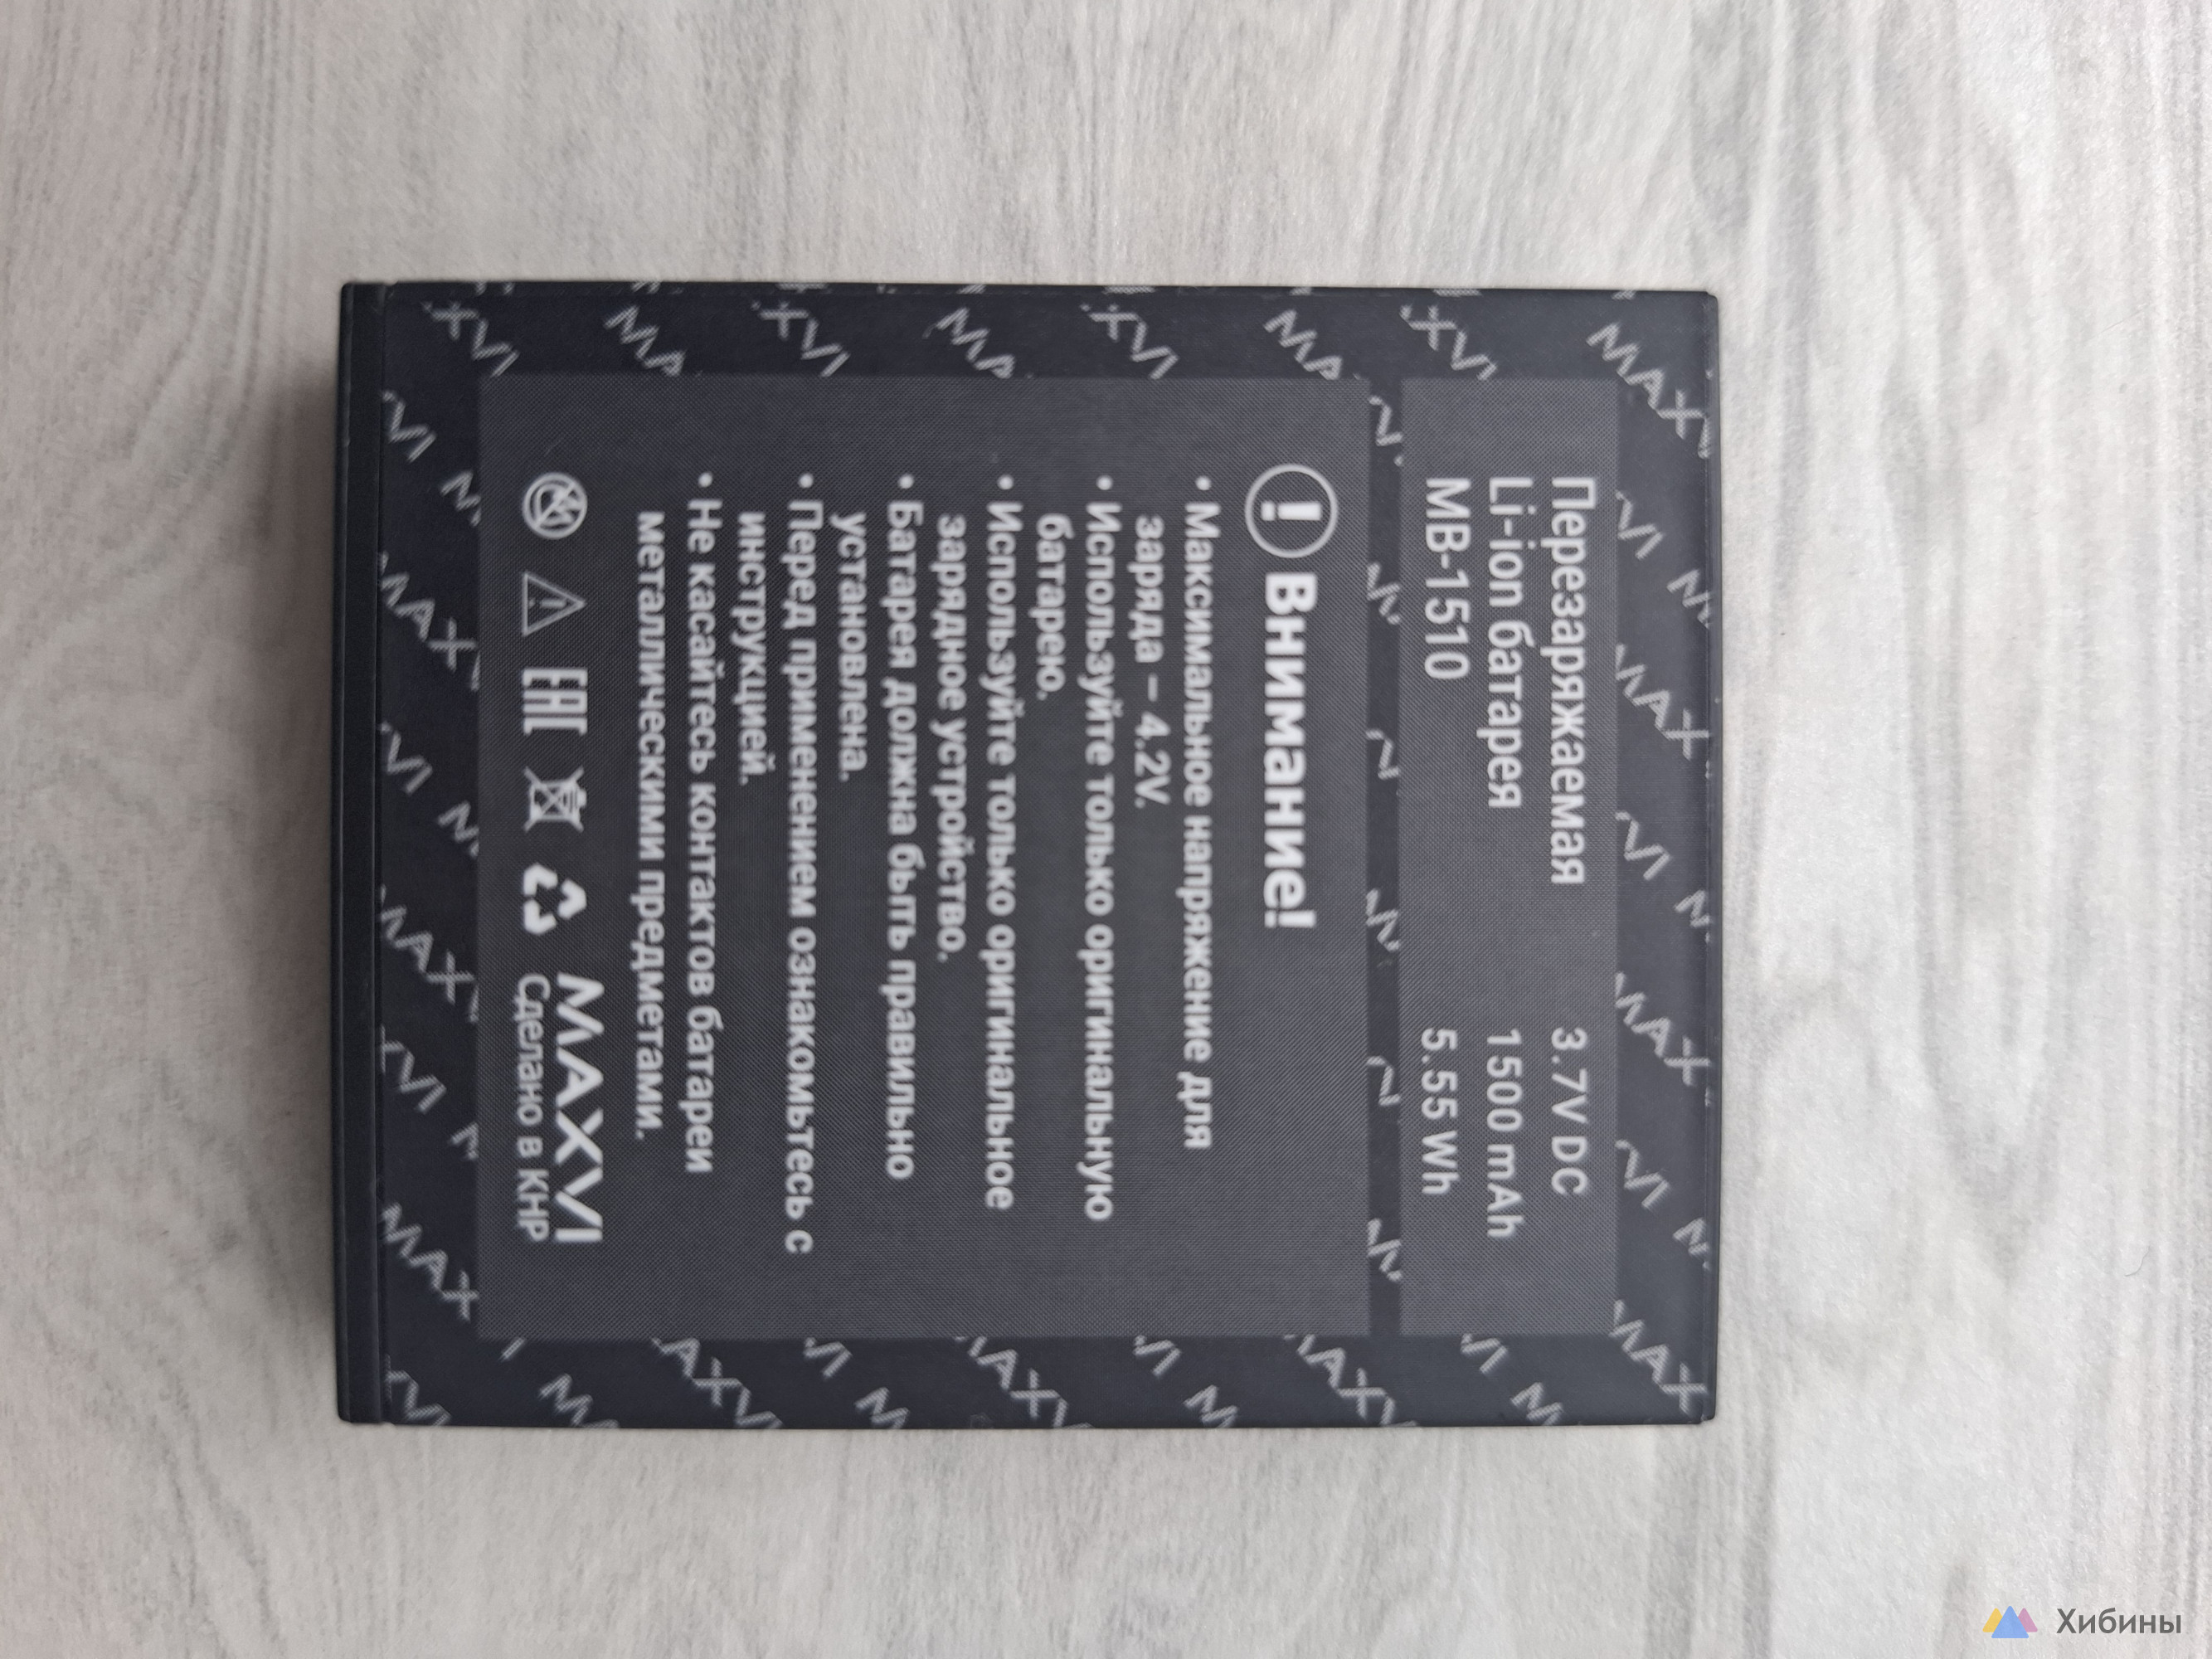 Перезаряжаемая 3.7V DC
Li-ion батарея 1500 mAh
MB-1510 5.55 Wh
Внимание!
• Максимальное напряжение для
заряда – 4.2V.
• Используйте только оригинальную
батарею.
• Используйте только оригинальное
зарядное устройство.
• Батарея должна быть правильно
установлена.
• Перед применением ознакомьтесь с
инструкцией.
• Не касайтесь контактов батареи
металлическими предметами.
EAC MAXVI
Сделано в КНР
Хибины